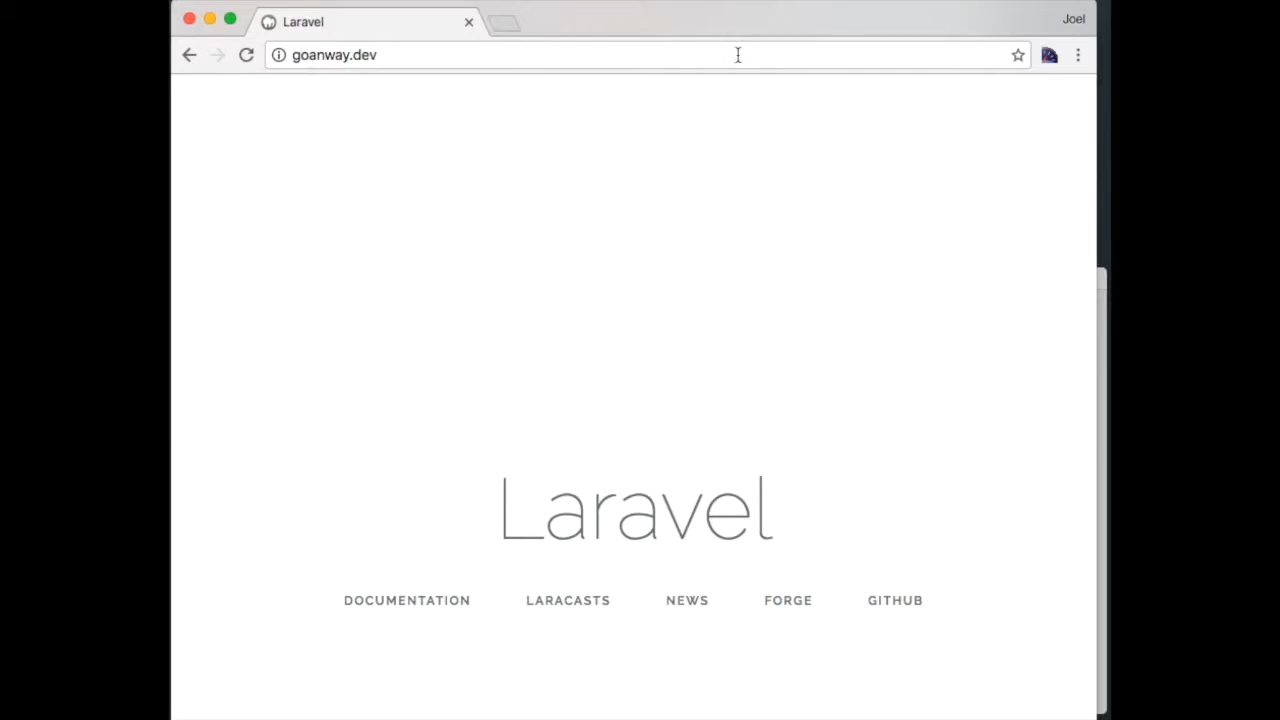 Laravel
Joel
goanway.dev
Laravel
DOCUMENTATION LARACASTS NEWS FORGE GITHUB